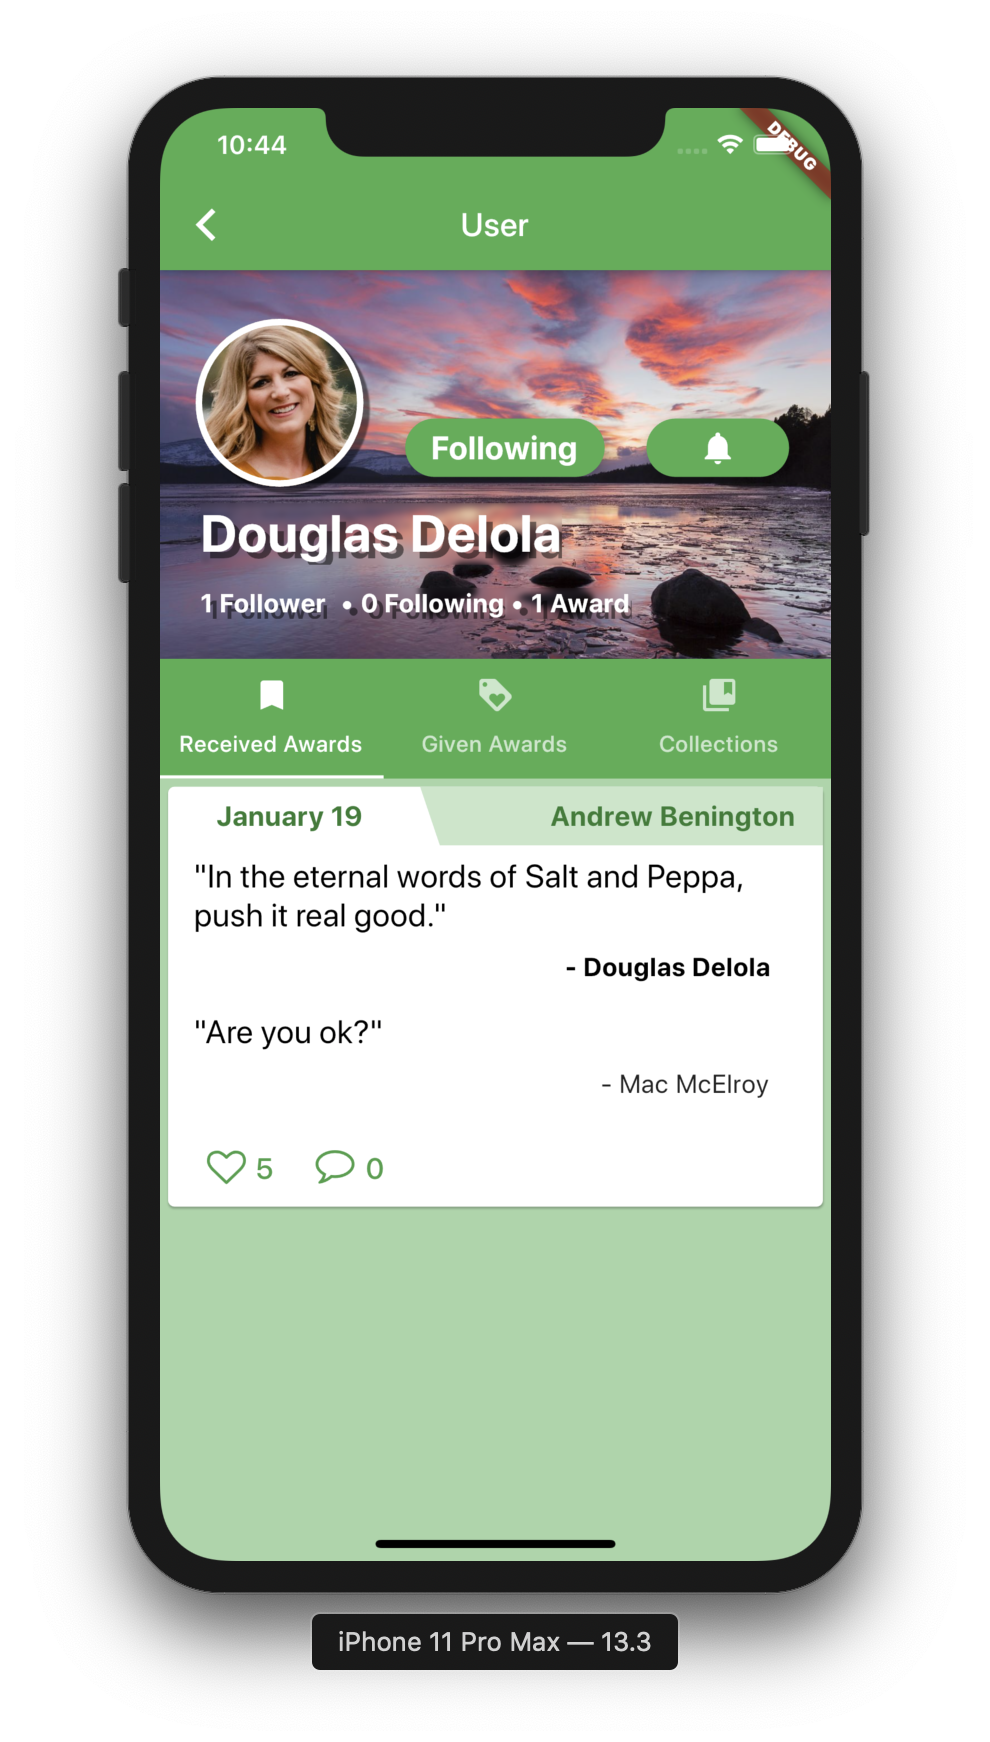 10:44
DEBUG
User
Following
Douglas Delola
1 Follower • 0 Following • 1 Award
Received Awards
Given Awards
Collections
January 19
Andrew Benington
"In the eternal words of Salt and Peppa,
push it real good."
- Douglas Delola
"Are you ok?"
- Mac McElroy
5
0
iPhone 11 Pro Max — 13.3